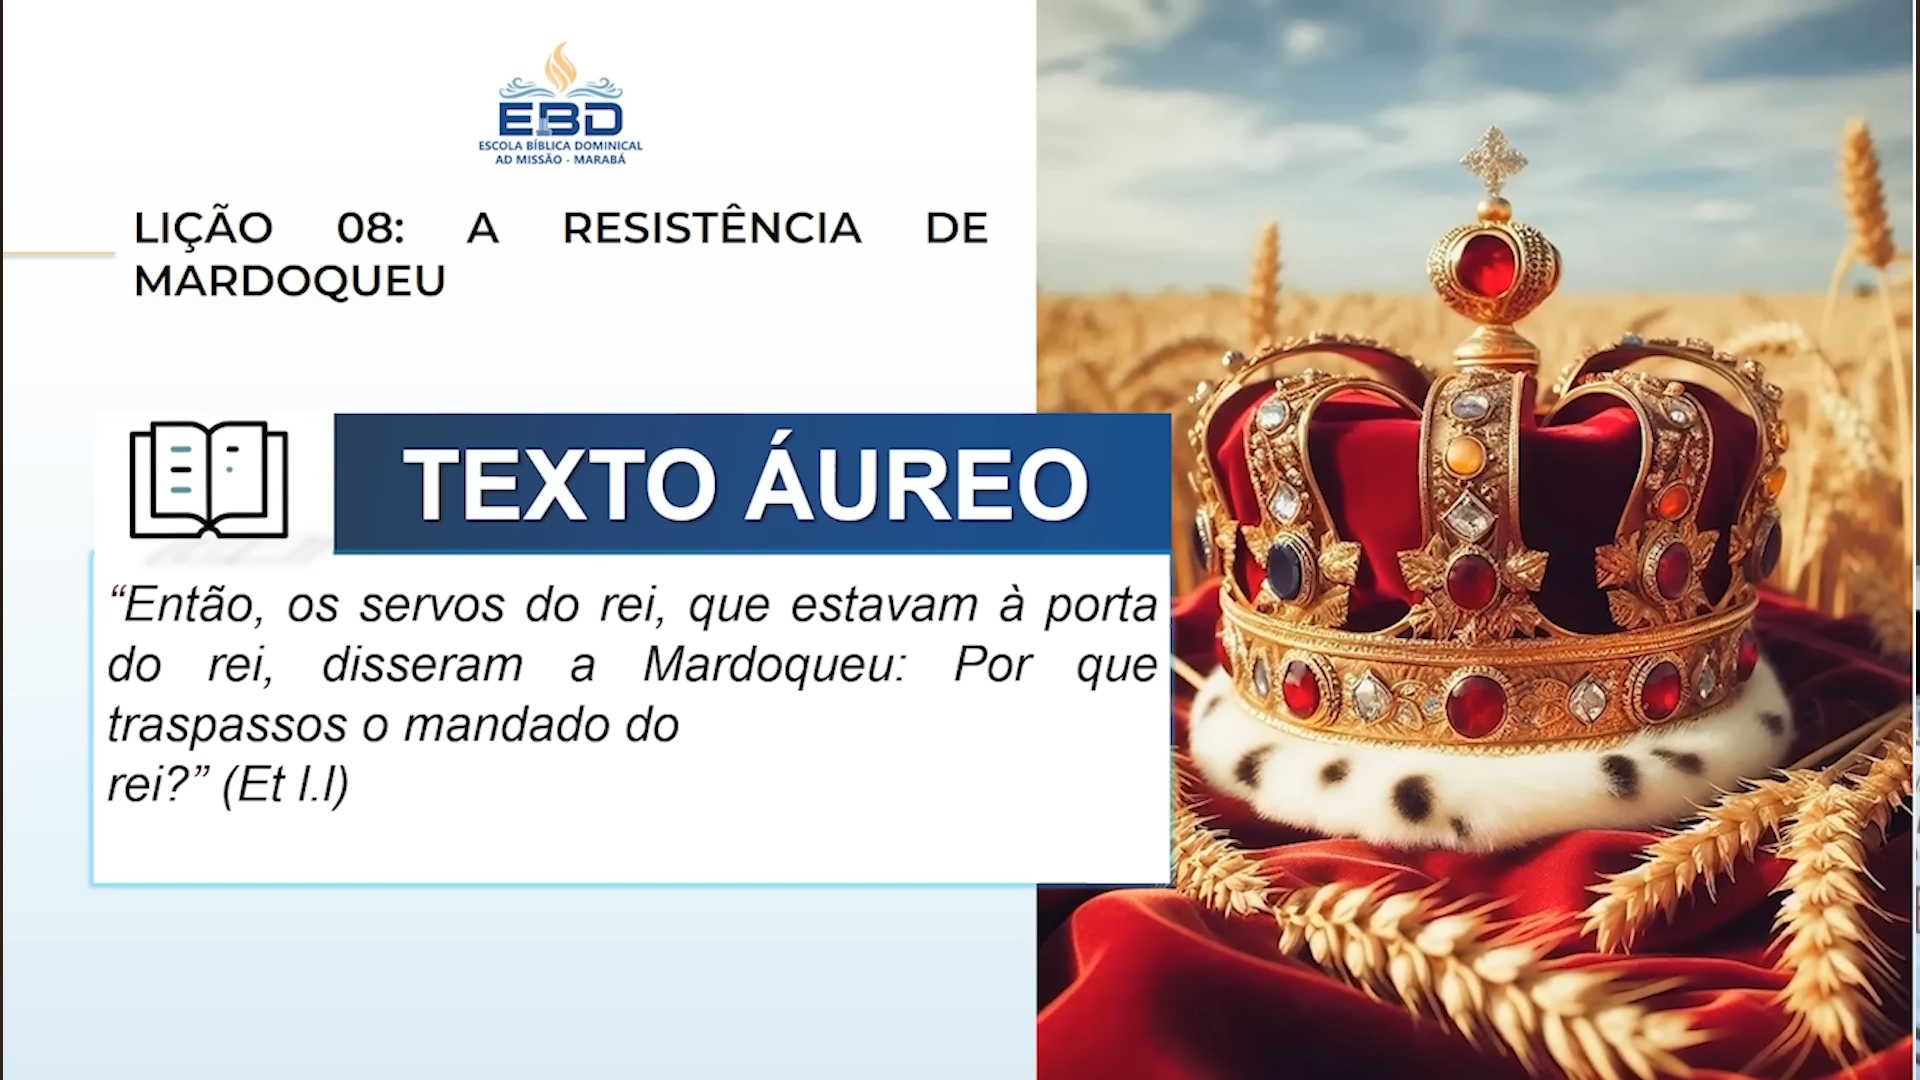 EBD
ESCOLA BÍBLICA DOMINICAL
AD MISSÃO - MARABÁ
LIÇÃO 08: A RESISTÊNCIA DE
MARDOQUEU
TEXTO ÁUREO
“Então, os servos do rei, que estavam à porta
do rei, disseram a Mardoqueu: Por que
traspassos o mandado do
rei?” (Et I.I)